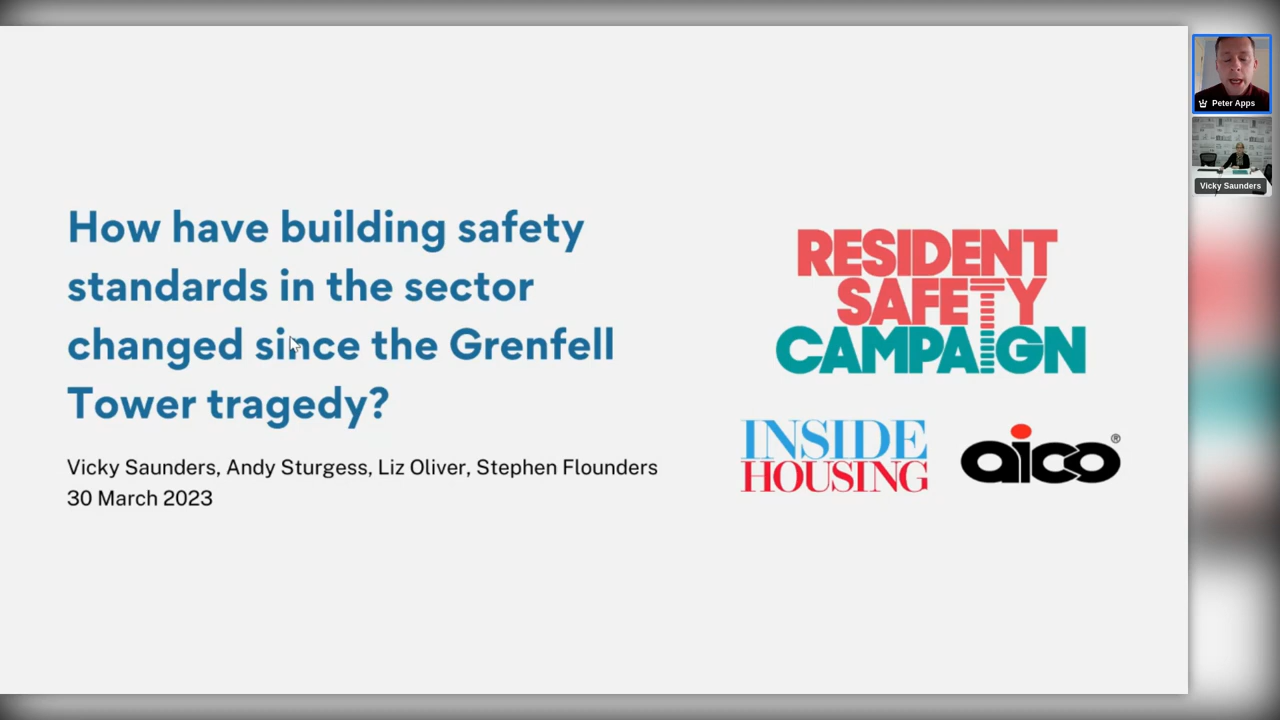 How have building safety
standards in the sector
changed since the Grenfell
Tower tragedy?
Vicky Saunders, Andy Sturgess, Liz Oliver, Stephen Flounders
30 March 2023
RESIDENT
SAFETY
CAMPAIGN
INSIDE
HOUSING
aico®
Peter Apps
Vicky Saunders